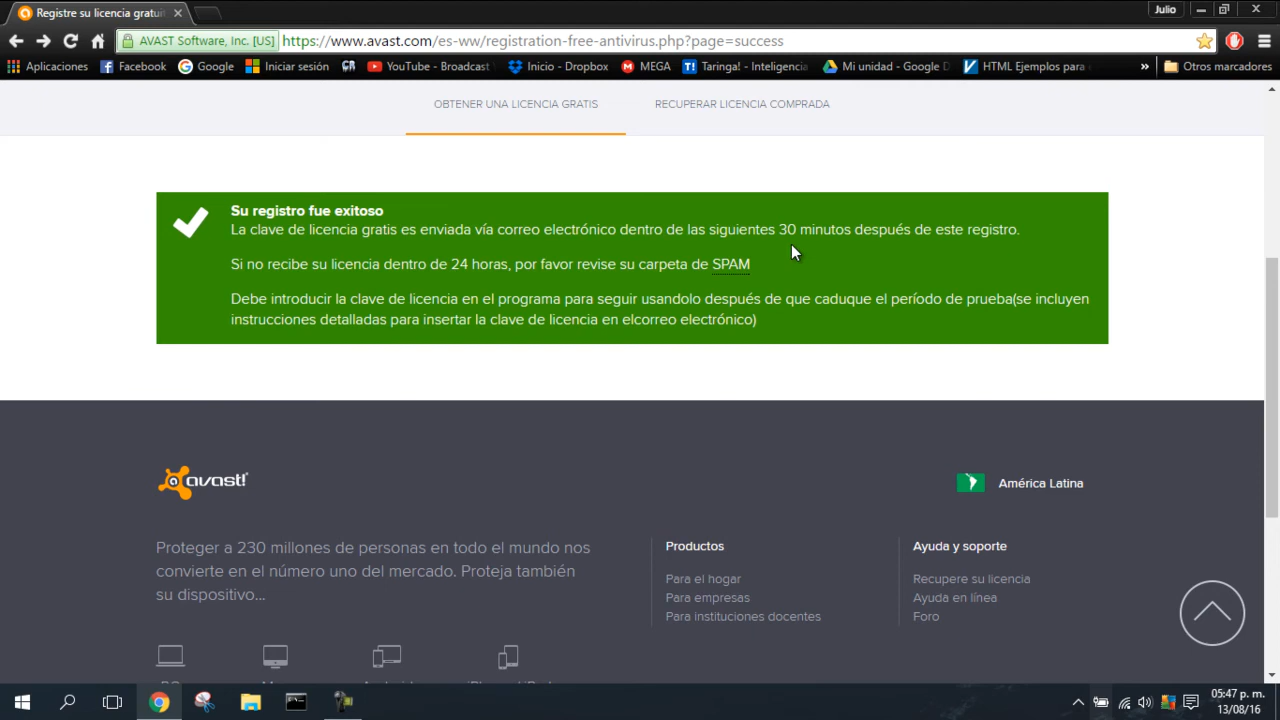 Registre su licencia gratuit
Julio
AVAST Software, Inc. [US]
https://www.avast.com/es-ww/registration-free-antivirus.php?page=success
Aplicaciones
Facebook
Google
Iniciar sesión
YouTube - Broadcast
Inicio - Dropbox
MEGA
Taringa! - Inteligencia
Mi unidad - Google D
HTML Ejemplos para
»
Otros marcadores
OBTENER UNA LICENCIA GRATIS
RECUPERAR LICENCIA COMPRADA
Su registro fue exitoso
La clave de licencia gratis es enviada vía correo electrónico dentro de las siguientes 30 minutos después de este registro.
Si no recibe su licencia dentro de 24 horas, por favor revise su carpeta de SPAM
Debe introducir la clave de licencia en el programa para seguir usandolo después de que caduque el período de prueba(se incluyen
instrucciones detalladas para insertar la clave de licencia en elcorreo electrónico)
avast!
América Latina
Proteger a 230 millones de personas en todo el mundo nos
convierte en el número uno del mercado. Proteja también
su dispositivo...
Productos
Para el hogar
Para empresas
Para instituciones docentes
Ayuda y soporte
Recupere su licencia
Ayuda en línea
Foro
05:47 p. m.
13/08/16